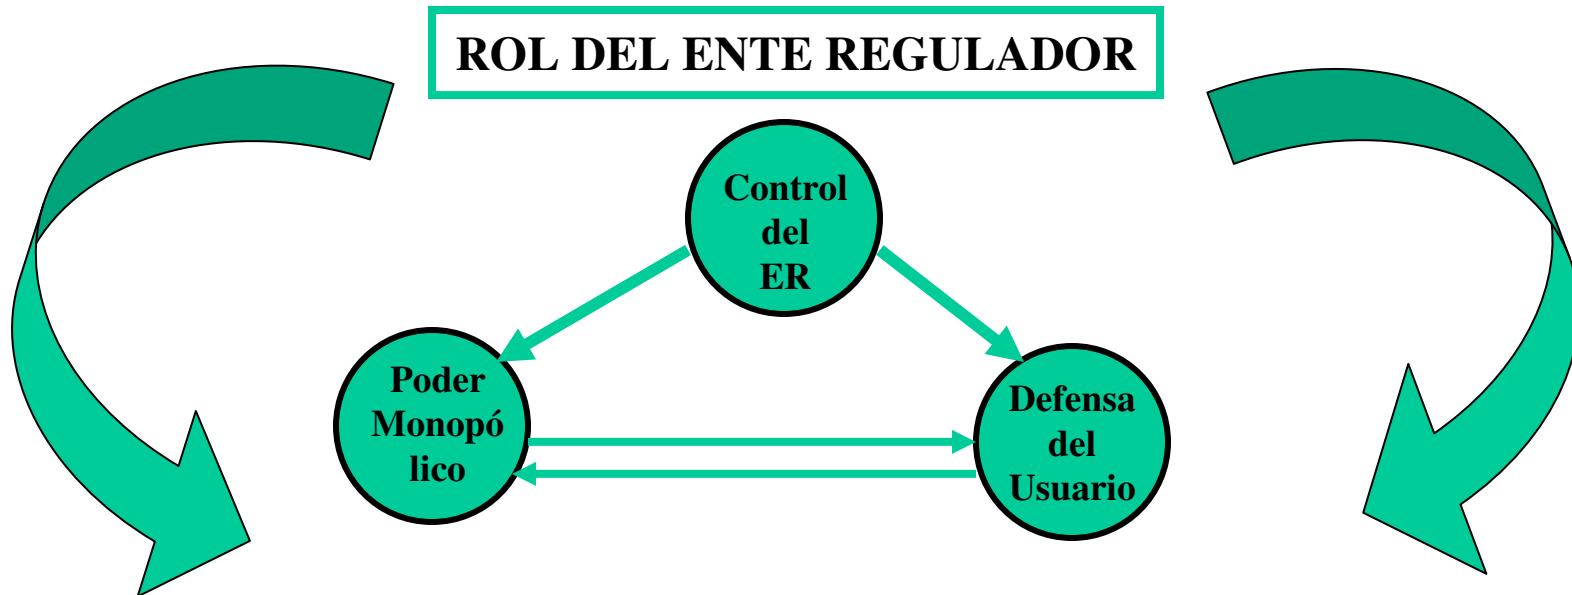 ROL DEL ENTE REGULADOR
Control
del
ER
Poder
Monopó
lico
Defensa
del
Usuario